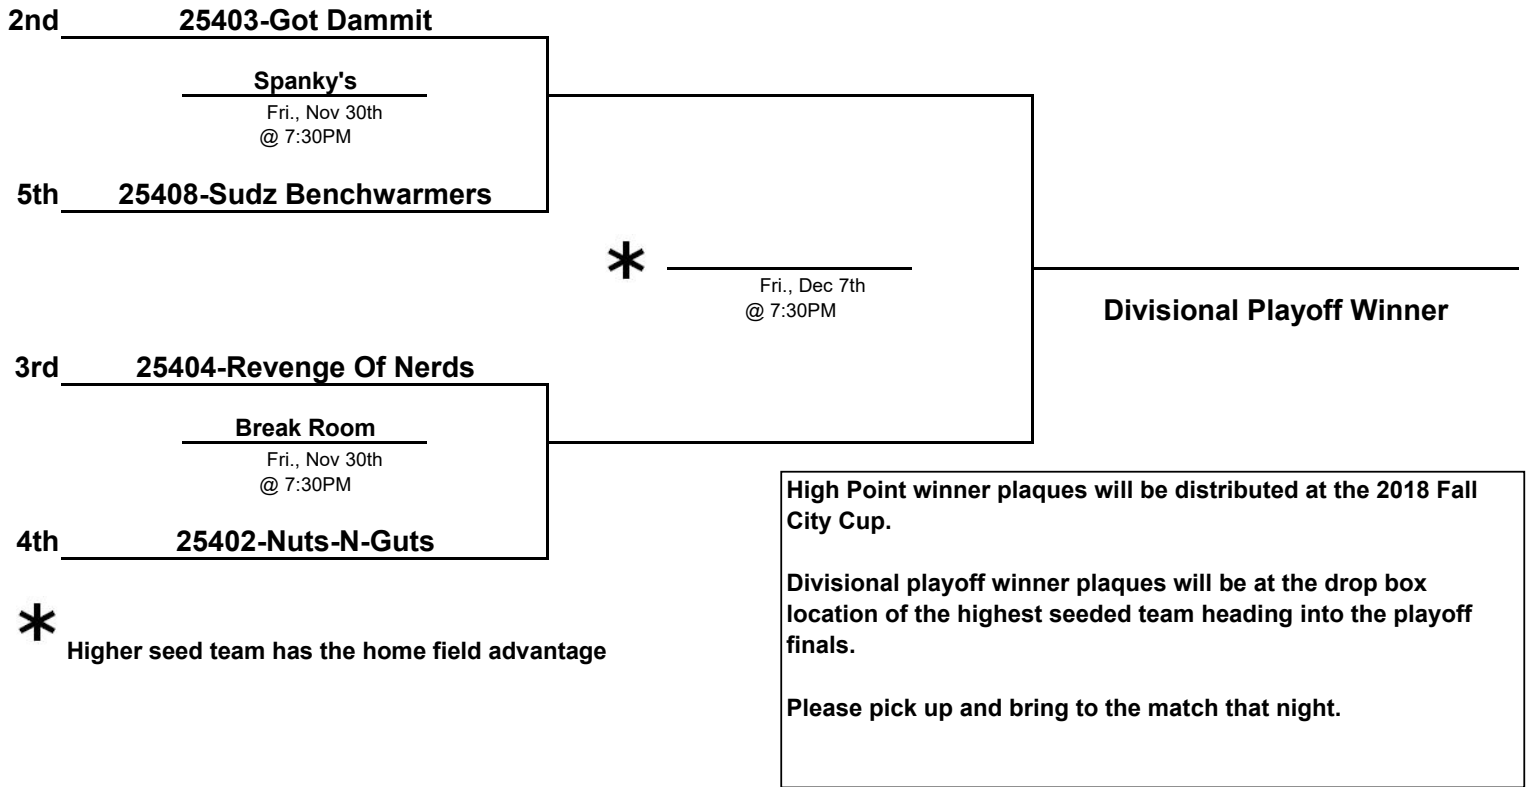 2nd 25403-Got Dammit
Spanky's
Fri., Nov 30th
@ 7:30PM
5th 25408-Sudz Benchwarmers
*
Fri., Dec 7th
@ 7:30PM
Divisional Playoff Winner
3rd 25404-Revenge Of Nerds
Break Room
Fri., Nov 30th
@ 7:30PM
4th 25402-Nuts-N-Guts
*
Higher seed team has the home field advantage
High Point winner plaques will be distributed at the 2018 Fall
City Cup.
Divisional playoff winner plaques will be at the drop box
location of the highest seeded team heading into the playoff
finals.
Please pick up and bring to the match that night.